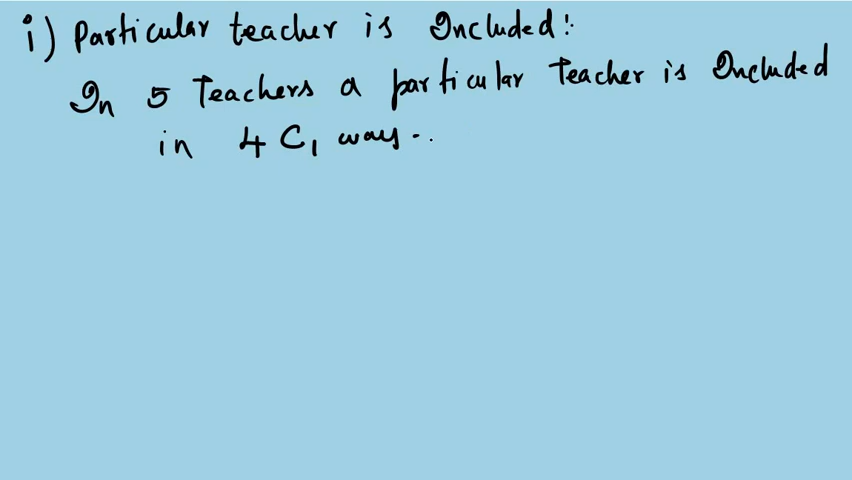 i) Particular teacher is Included :
In 5 Teachers a particular Teacher is Included
in 4C₁ ways -.